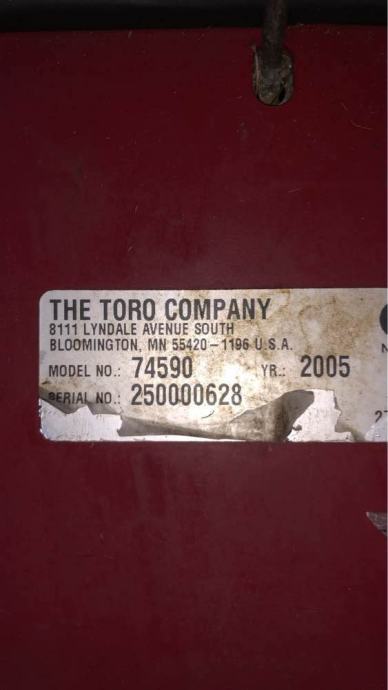 THE TORO COMPANY
8111 LYNDALE AVENUE SOUTH
BLOOMINGTON, MN 55420-1196 U.S.A.
MODEL NO.: 74590 YR.: 2005
SERIAL NO.: 250000628